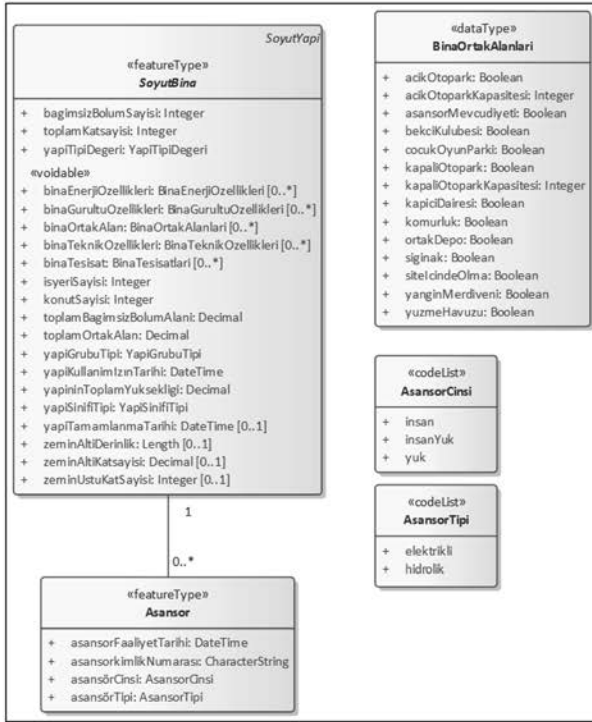 SoyutYapi
«featureType»
SoyutBina
+ bagimsizBolumSayisi: Integer
+ toplamKatsayisi: Integer
+ yapiTipiDegeri: YapiTipiDegeri
«voidable»
+ binaEnerjiOzellikleri: BinaEnerjiOzellikleri [0..*]
+ binaGurultuOzellikleri: BinaGurultuOzellikleri [0..*]
+ binaOrtakAlan: BinaOrtakAlanlari [0..*]
+ binaTeknikOzellikleri: BinaTeknikOzellikleri [0..*]
+ binaTesisat: BinaTesisatlari [0..*]
+ isyeriSayisi: Integer
+ konutSayisi: Integer
+ toplamBagimsizBolumAlani: Decimal
+ toplamOrtakAlan: Decimal
+ yapiGrubuTipi: YapiGrubuTipi
+ yapiKullanimIzınTarihi: DateTime
+ yapininToplamYuksekligi: Decimal
+ yapiSinifiTipi: YapiSinifiTipi
+ yapiTamamlanmaTarihi: DateTime [0..1]
+ zeminAltiDerinlik: Length [0..1]
+ zeminAltiKatsayisi: Decimal [0..1]
+ zeminUstuKatSayisi: Integer [0..1]
1
0..*
«featureType»
Asansor
+ asansorFaaliyetTarihi: DateTime
+ asansorkimlikNumarası: CharacterString
+ asansörCinsi: AsansorCinsi
+ asansörTipi: AsansorTipi
«dataType»
BinaOrtakAlanlari
+ acikOtopark: Boolean
+ acikOtoparkKapasitesi: Integer
+ asansorMevcudiyeti: Boolean
+ bekciKulubesi: Boolean
+ cocukOyunParki: Boolean
+ kapaliOtopark: Boolean
+ kapaliOtoparkKapasitesi: Integer
+ kapiciDairesi: Boolean
+ komurluk: Boolean
+ ortakDepo: Boolean
+ siginak: Boolean
+ siteIcindeOlma: Boolean
+ yanginMerdiveni: Boolean
+ yuzmeHavuzu: Boolean
«codeList»
AsansorCinsi
+ insan
+ insanYuk
+ yuk
«codeList»
AsansorTipi
+ elektrikli
+ hidrolik